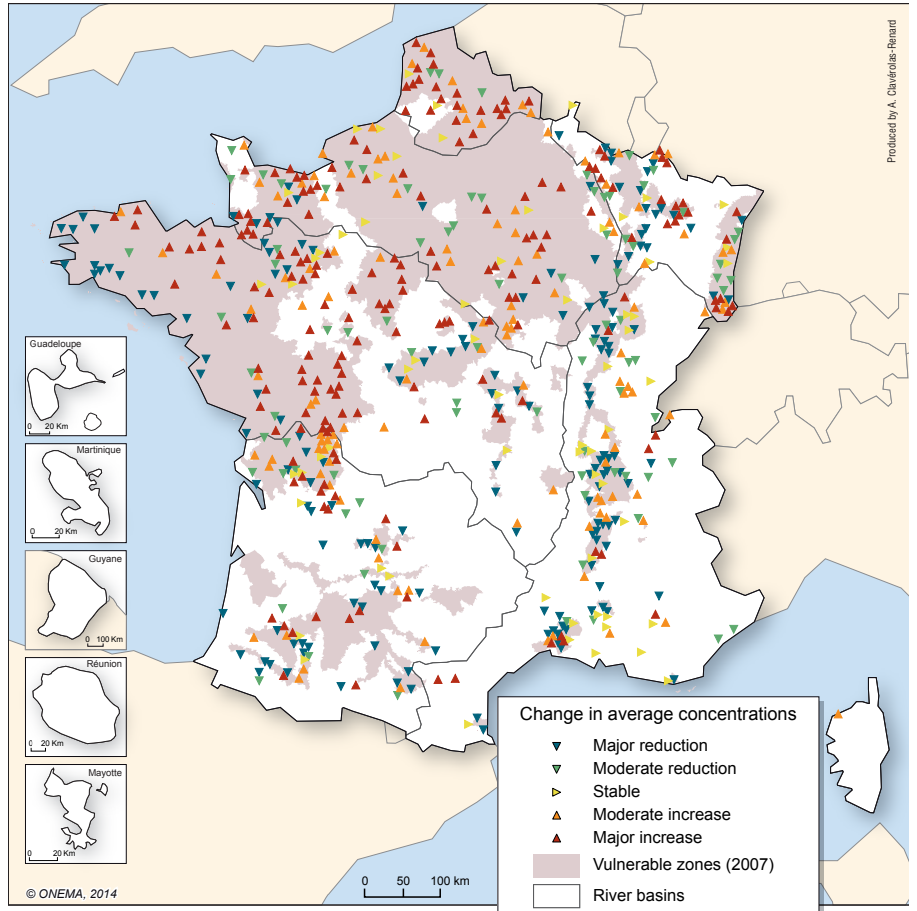 Produced by A. Clavérolas-Renard
Guadeloupe
0 20 Km
Martinique
0 20 Km
Guyane
0 100 Km
Réunion
0 20 Km
Mayotte
0 20 Km
© ONEMA, 2014
0 50 100 km
Change in average concentrations
Major reduction
Moderate reduction
Stable
Moderate increase
Major increase
Vulnerable zones (2007)
River basins